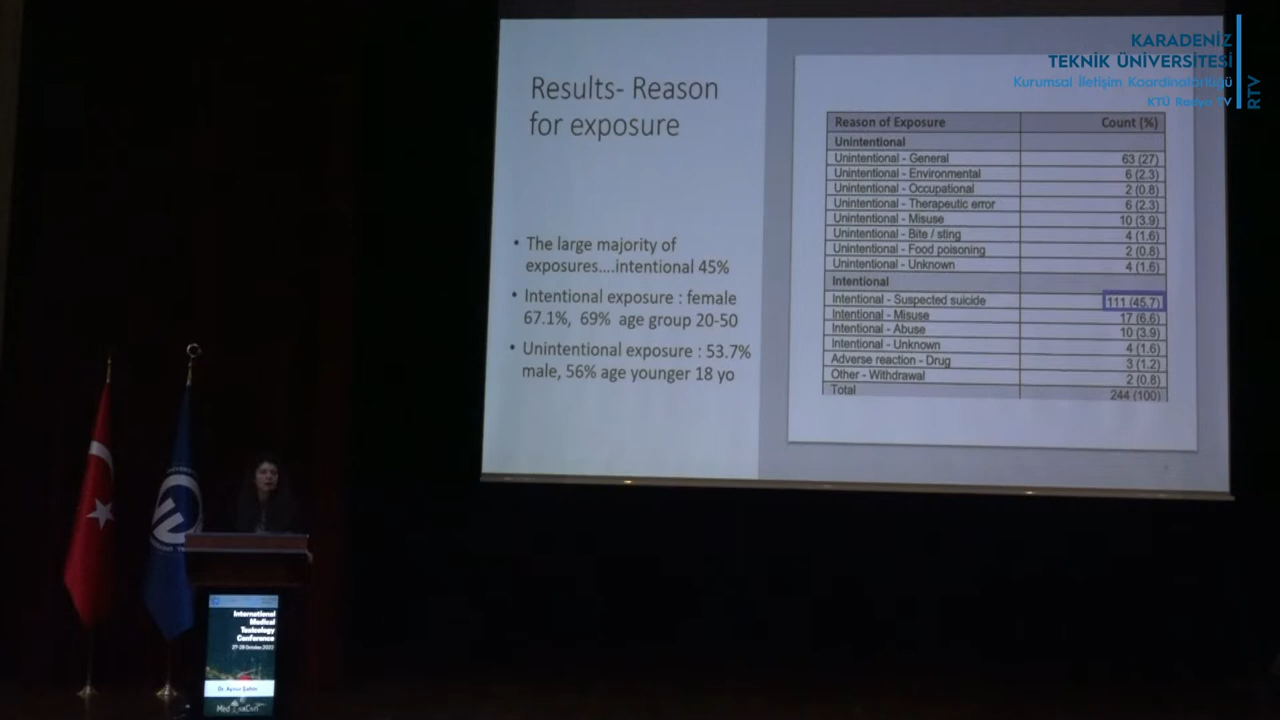 KARADENİZ
TEKNİK ÜNİVERSİTESİ
Kurumsal İletişim Koordinatörlüğü
KTÜ Radyo TV
RTV
Results- Reason
for exposure
• The large majority of
exposures....intentional 45%
• Intentional exposure : female
67.1%, 69% age group 20-50
• Unintentional exposure : 53.7%
male, 56% age younger 18 yo
Reason of Exposure Count (%)
Unintentional
Unintentional - General 63 (27)
Unintentional - Environmental 6 (2.3)
Unintentional - Occupational 2 (0.8)
Unintentional - Therapeutic error 6 (2.3)
Unintentional - Misuse 10 (3.9)
Unintentional - Bite / sting 4 (1.6)
Unintentional - Food poisoning 2 (0.8)
Unintentional - Unknown 4 (1.6)
Intentional
Intentional - Suspected suicide 111 (45.7)
Intentional - Misuse 17 (6.6)
Intentional - Abuse 10 (3.9)
Intentional - Unknown 4 (1.6)
Adverse reaction - Drug 3 (1.2)
Other - Withdrawal 2 (0.8)
Total 244 (100)
International
Medical
Toxicology
Conference
Dr. Aynur Şahin